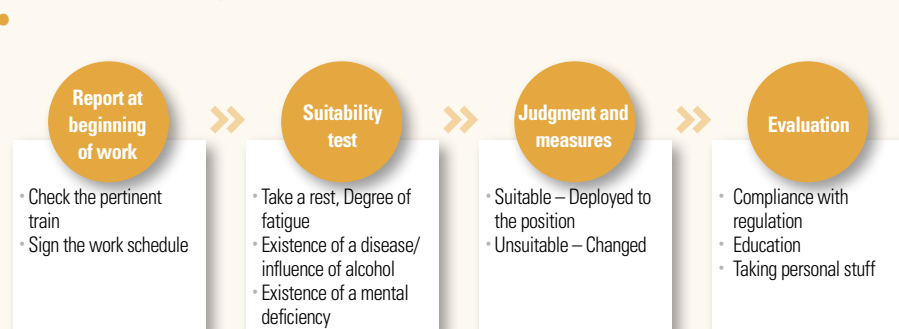 Report at
beginning
of work
· Check the pertinent
train
· Sign the work schedule
Suitability
test
· Take a rest, Degree of
fatigue
· Existence of a disease/
influence of alcohol
· Existence of a mental
deficiency
Judgment and
measures
· Suitable – Deployed to
the position
· Unsuitable – Changed
Evaluation
· Compliance with
regulation
· Education
· Taking personal stuff